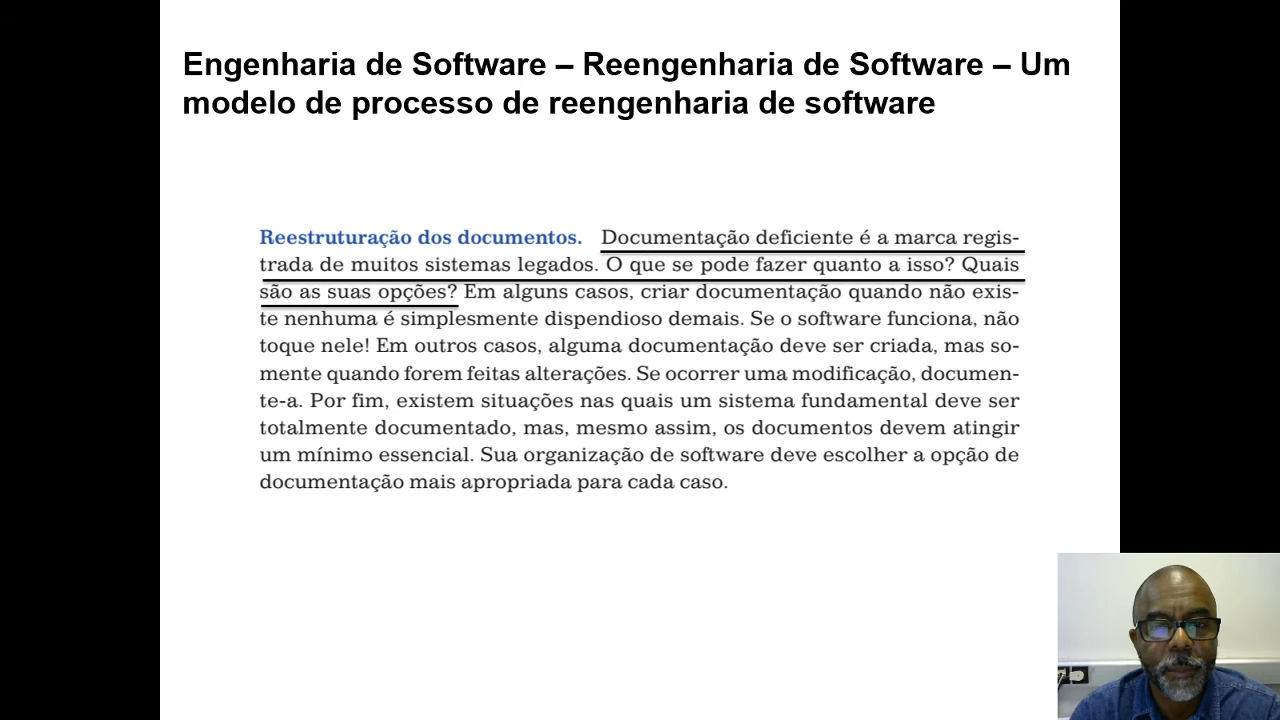 Engenharia de Software – Reengenharia de Software – Um
modelo de processo de reengenharia de software
Reestruturação dos documentos. Documentação deficiente é a marca regis-
trada de muitos sistemas legados. O que se pode fazer quanto a isso? Quais
são as suas opções? Em alguns casos, criar documentação quando não exis-
te nenhuma é simplesmente dispendioso demais. Se o software funciona, não
toque nele! Em outros casos, alguma documentação deve ser criada, mas so-
mente quando forem feitas alterações. Se ocorrer uma modificação, documen-
te-a. Por fim, existem situações nas quais um sistema fundamental deve ser
totalmente documentado, mas, mesmo assim, os documentos devem atingir
um mínimo essencial. Sua organização de software deve escolher a opção de
documentação mais apropriada para cada caso.